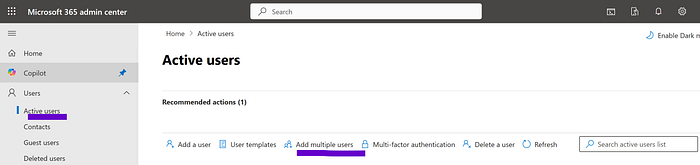 Microsoft 365 admin center
Search
Home
Copilot
Users
Active users
Contacts
Guest users
Deleted users
Home > Active users
Enable Dark m
Active users
Recommended actions (1)
Add a user User templates Add multiple users Multi-factor authentication Delete a user Refresh Search active users list